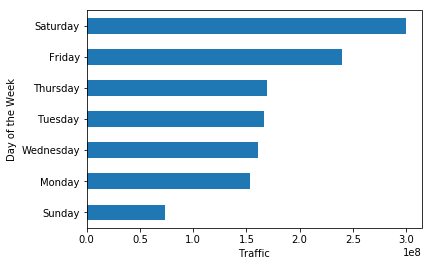 Saturday
Friday
Thursday
Tuesday
Wednesday
Monday
Sunday
Day of the Week
0.0 0.5 1.0 1.5 2.0 2.5 3.0
1e8
Traffic